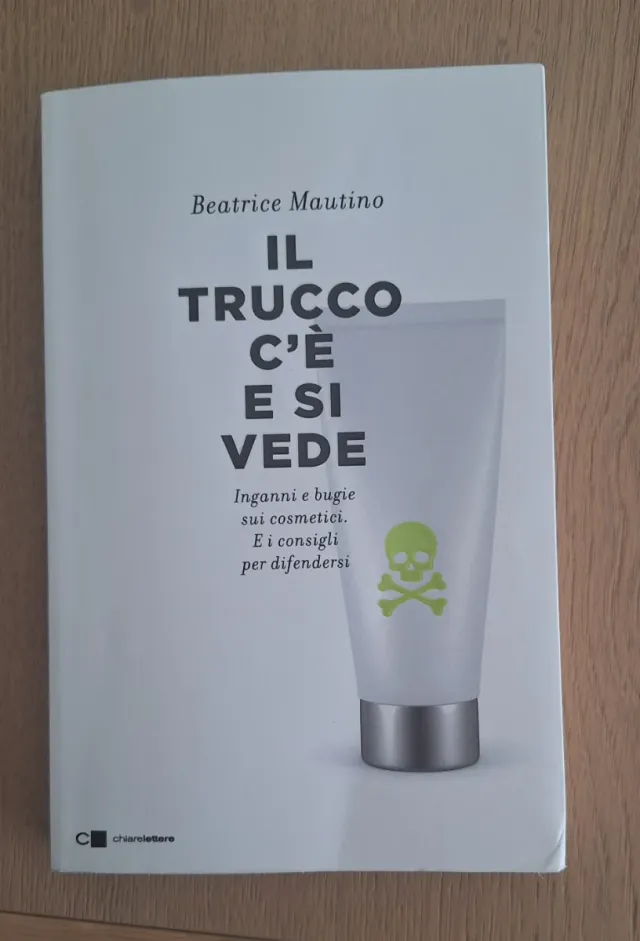 Beatrice Mautino
IL
TRUCCO
C'È
E SI
VEDE
Inganni e bugie
sui cosmetici.
E i consigli
per difendersi
C chiarelettere